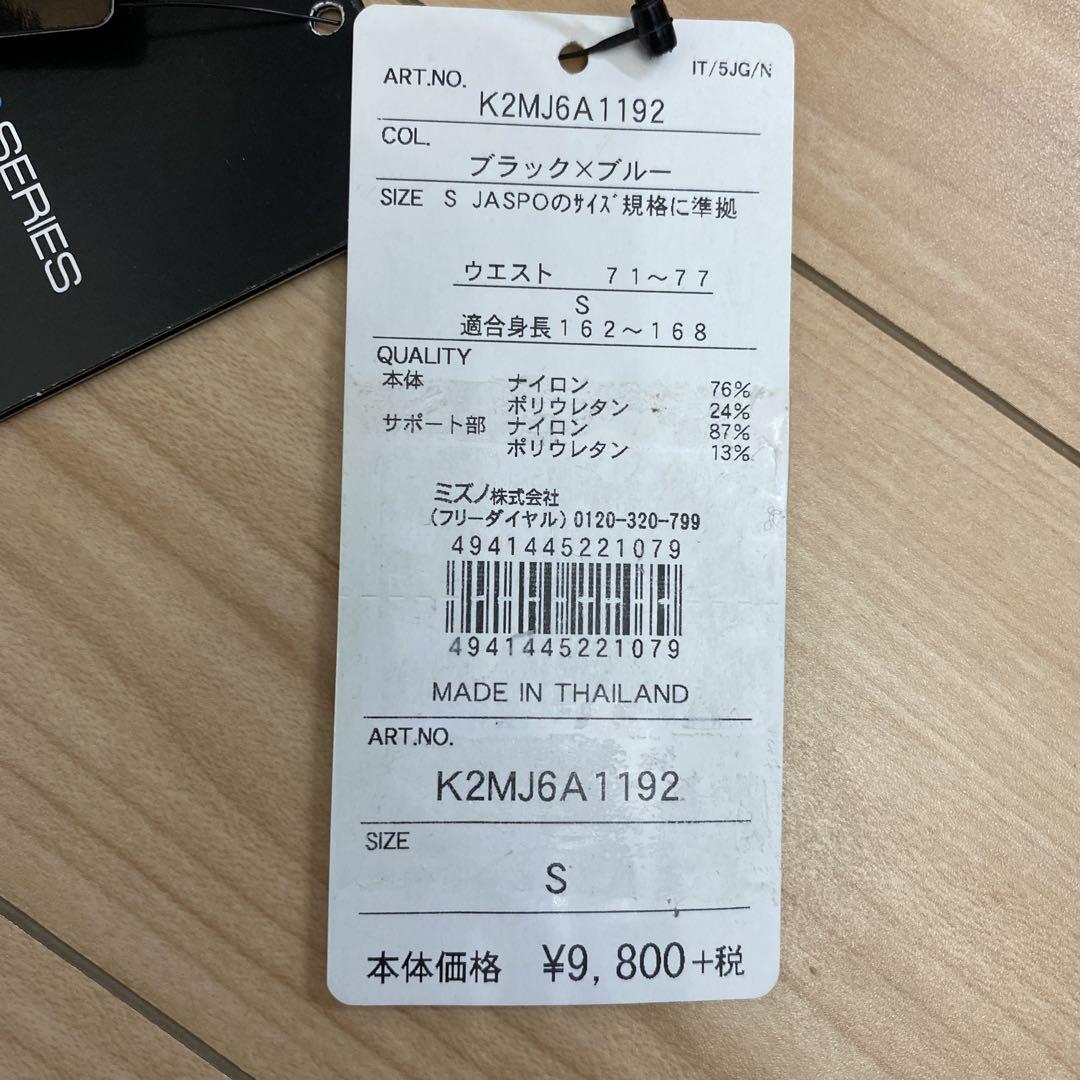 SERIES
IT/5JG/N
ART.NO.
K2MJ6A1192
COL.
ブラック×ブルー
SIZE S JASPOのｻｲｽﾞ規格に準拠
ウエスト 71～77
S
適合身長162～168
QUALITY
本体 ナイロン 76%
ポリウレタン 24%
サポート部 ナイロン 87%
ポリウレタン 13%
ミズノ株式会社
(フリーダイヤル)0120-320-799
4941445221079
4941445221079
MADE IN THAILAND
ART.NO.
K2MJ6A1192
SIZE
S
本体価格 ¥9,800+税